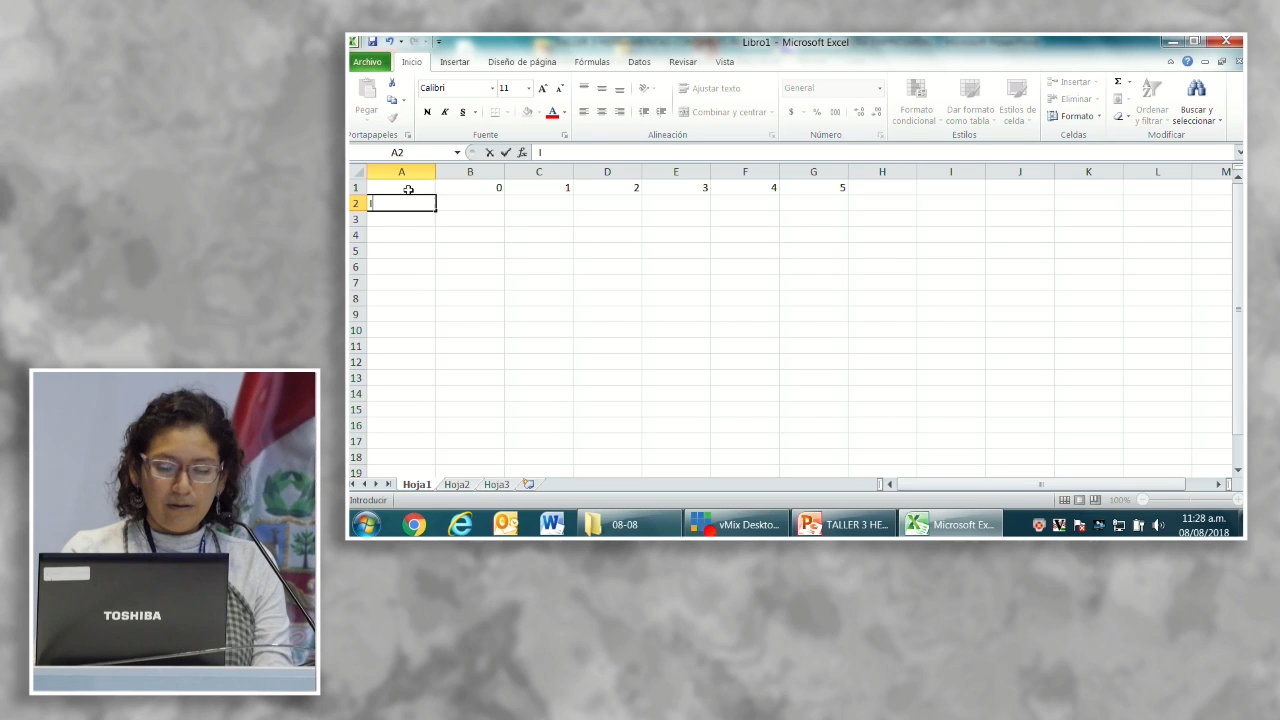 Libro1 - Microsoft Excel
Archivo Inicio Insertar Diseño de página Fórmulas Datos Revisar Vista
Pegar
Calibri 11 A A
Ajustar texto
General
Formato condicional
Dar formato como tabla
Estilos de celda
Insertar
Eliminar
Formato
Σ
Ordenar y filtrar
Buscar y seleccionar
N K S
Combinar y centrar
$ % 000
Portapapeles Fuente Alineación Número Estilos Celdas Modificar
A2 fx I
A B C D E F G H I J K L M
1 0 1 2 3 4 5
2 I
3
4
5
6
7
8
9
10
11
12
13
14
15
16
17
18
19
Hoja1 Hoja2 Hoja3
Introducir 100%
08-08 vMix Deskto... TALLER 3 HE... Microsoft Ex... 11:28 a.m.
08/08/2018
TOSHIBA